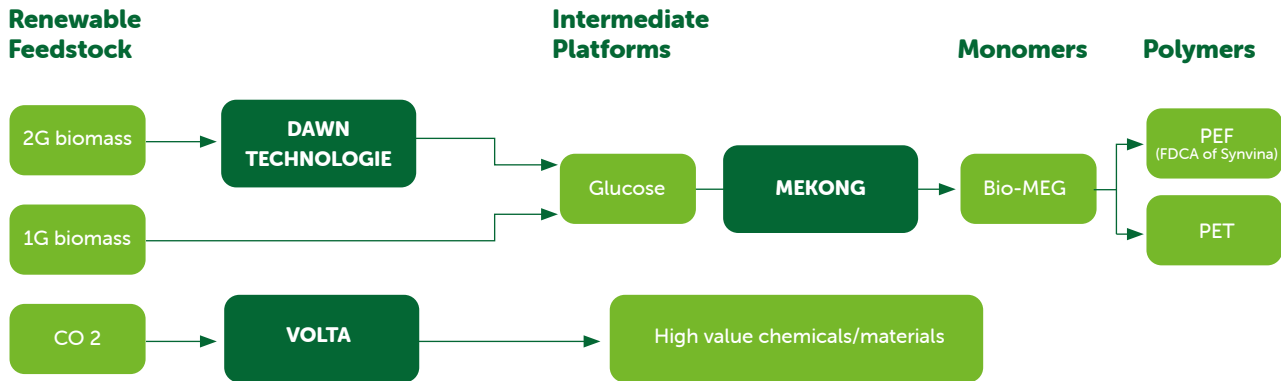 Renewable
Feedstock
Intermediate
Platforms
Monomers
Polymers
2G biomass
DAWN
TECHNOLOGIE
1G biomass
Glucose
MEKONG
Bio-MEG
PEF
(FDCA of Synvina)
PET
CO 2
VOLTA
High value chemicals/materials